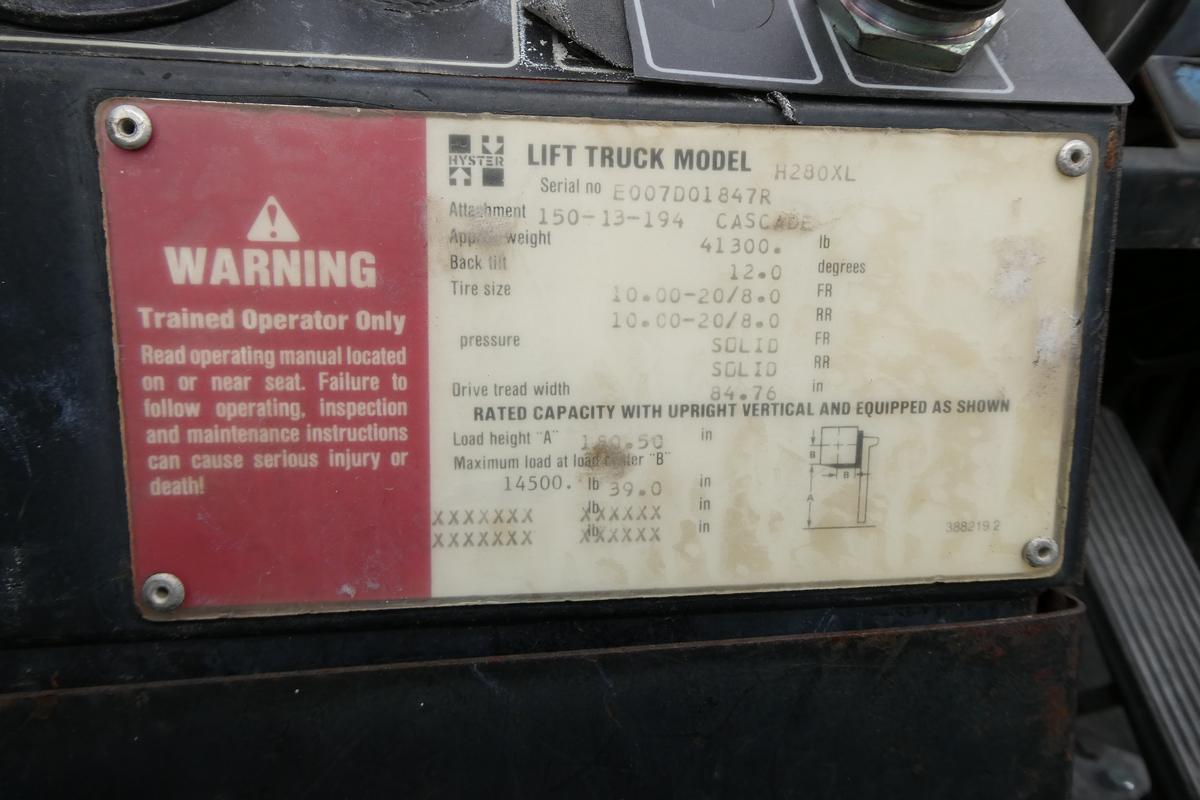 WARNING
Trained Operator Only
Read operating manual located
on or near seat. Failure to
follow operating, inspection
and maintenance instructions
can cause serious injury or
death!
HYSTER
LIFT TRUCK MODEL H280XL
Serial no E007D01847R
Attachment 150-13-194 CASCADE
Approx weight 41300. lb
Back tilt 12.0 degrees
Tire size 10.00-20/8.0 FR
10.00-20/8.0 RR
pressure SOLID FR
SOLID RR
Drive tread width 84.76 in
RATED CAPACITY WITH UPRIGHT VERTICAL AND EQUIPPED AS SHOWN
Load height "A" in
Maximum load at load center "B"
14500. lb 39.0 in
XXXXXXX lb XXXXXX in
XXXXXXX lb XXXXXX in
B
B
A
388219 2